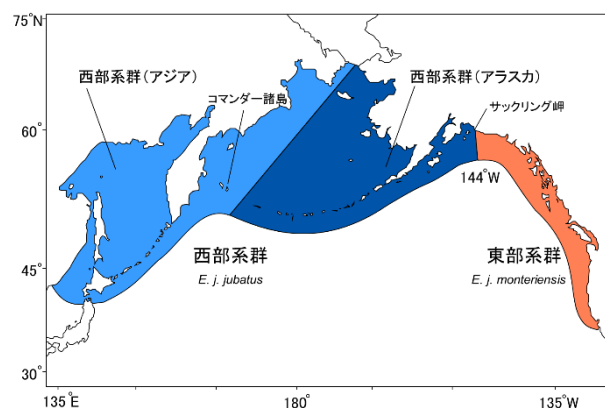 75°N
西部系群(アジア)
西部系群(アラスカ)
コマンダー諸島
サックリング岬
60°
144°W
西部系群
E. j. jubatus
東部系群
E. j. monteriensis
45°
30°
135°E
180°
135°W